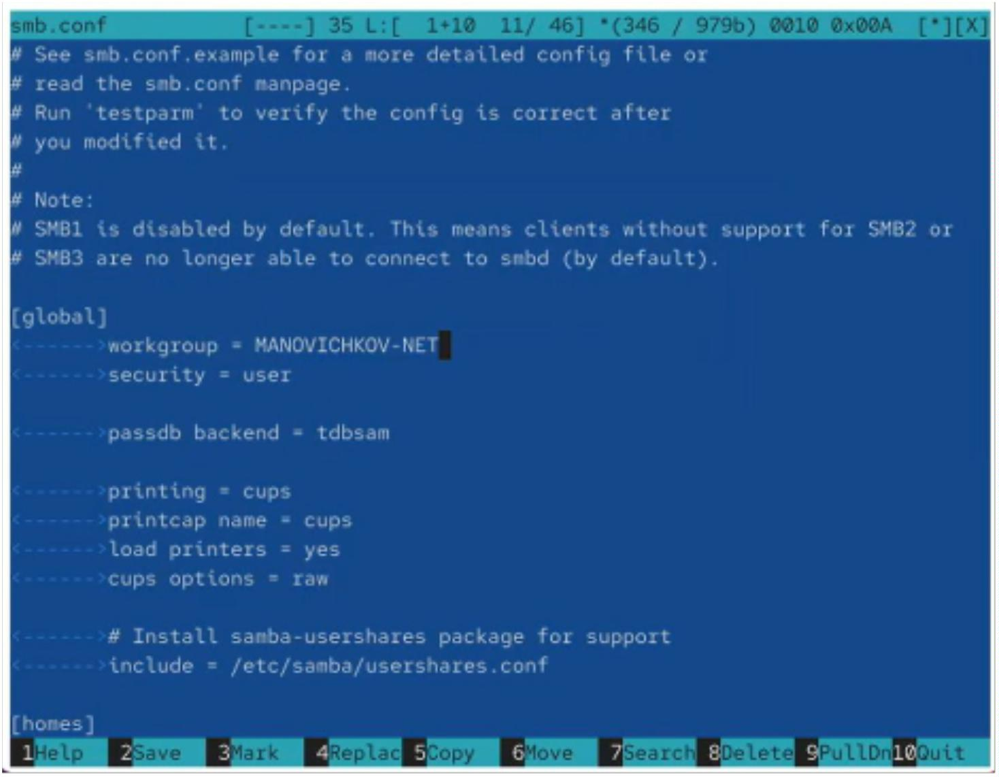 smb.conf [----] 35 L:[ 1+10 11/ 46] *(346 / 979b) 0010 0x00A [*][X]
# See smb.conf.example for a more detailed config file or
# read the smb.conf manpage.
# Run 'testparm' to verify the config is correct after
# you modified it.
#
# Note:
# SMB1 is disabled by default. This means clients without support for SMB2 or
# SMB3 are no longer able to connect to smbd (by default).
[global]
<------>workgroup = MANOVICHKOV-NET
<------>security = user
<------>passdb backend = tdbsam
<------>printing = cups
<------>printcap name = cups
<------>load printers = yes
<------>cups options = raw
<------># Install samba-usershares package for support
<------>include = /etc/samba/usershares.conf
[homes]
1Help 2Save 3Mark 4Replac 5Copy 6Move 7Search 8Delete 9PullDn 10Quit